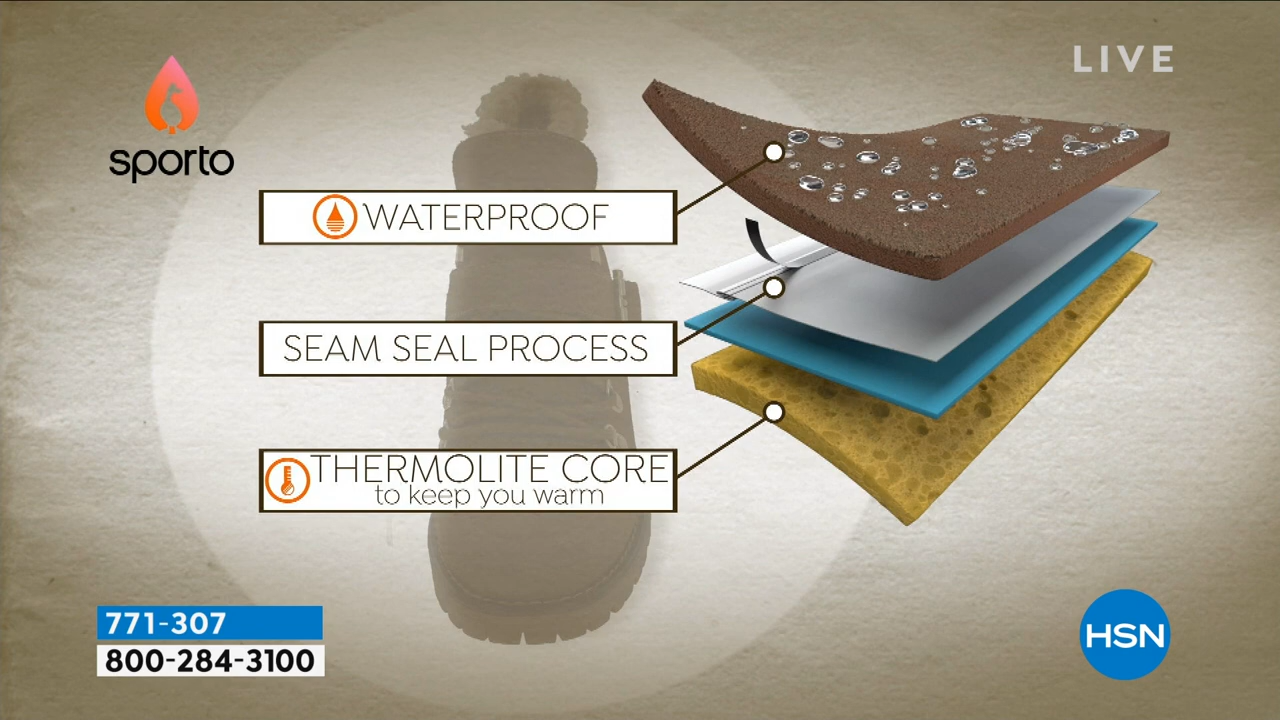 LIVE
sporto
WATERPROOF
SEAM SEAL PROCESS
THERMOLITE CORE
to keep you warm
771-307
800-284-3100
HSN